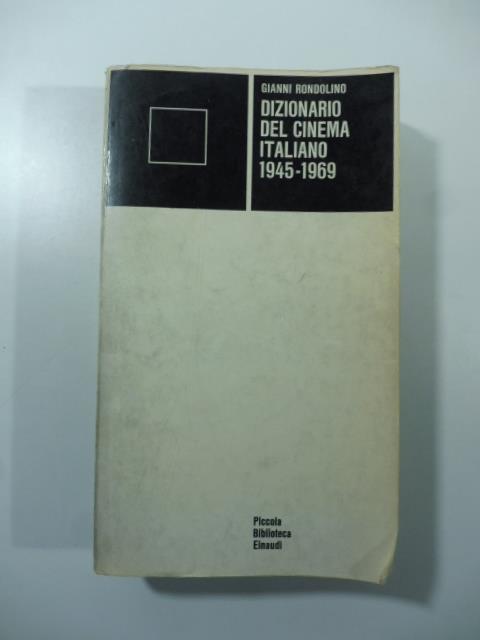 GIANNI RONDOLINO
DIZIONARIO
DEL CINEMA
ITALIANO
1945-1969
Piccola
Biblioteca
Einaudi